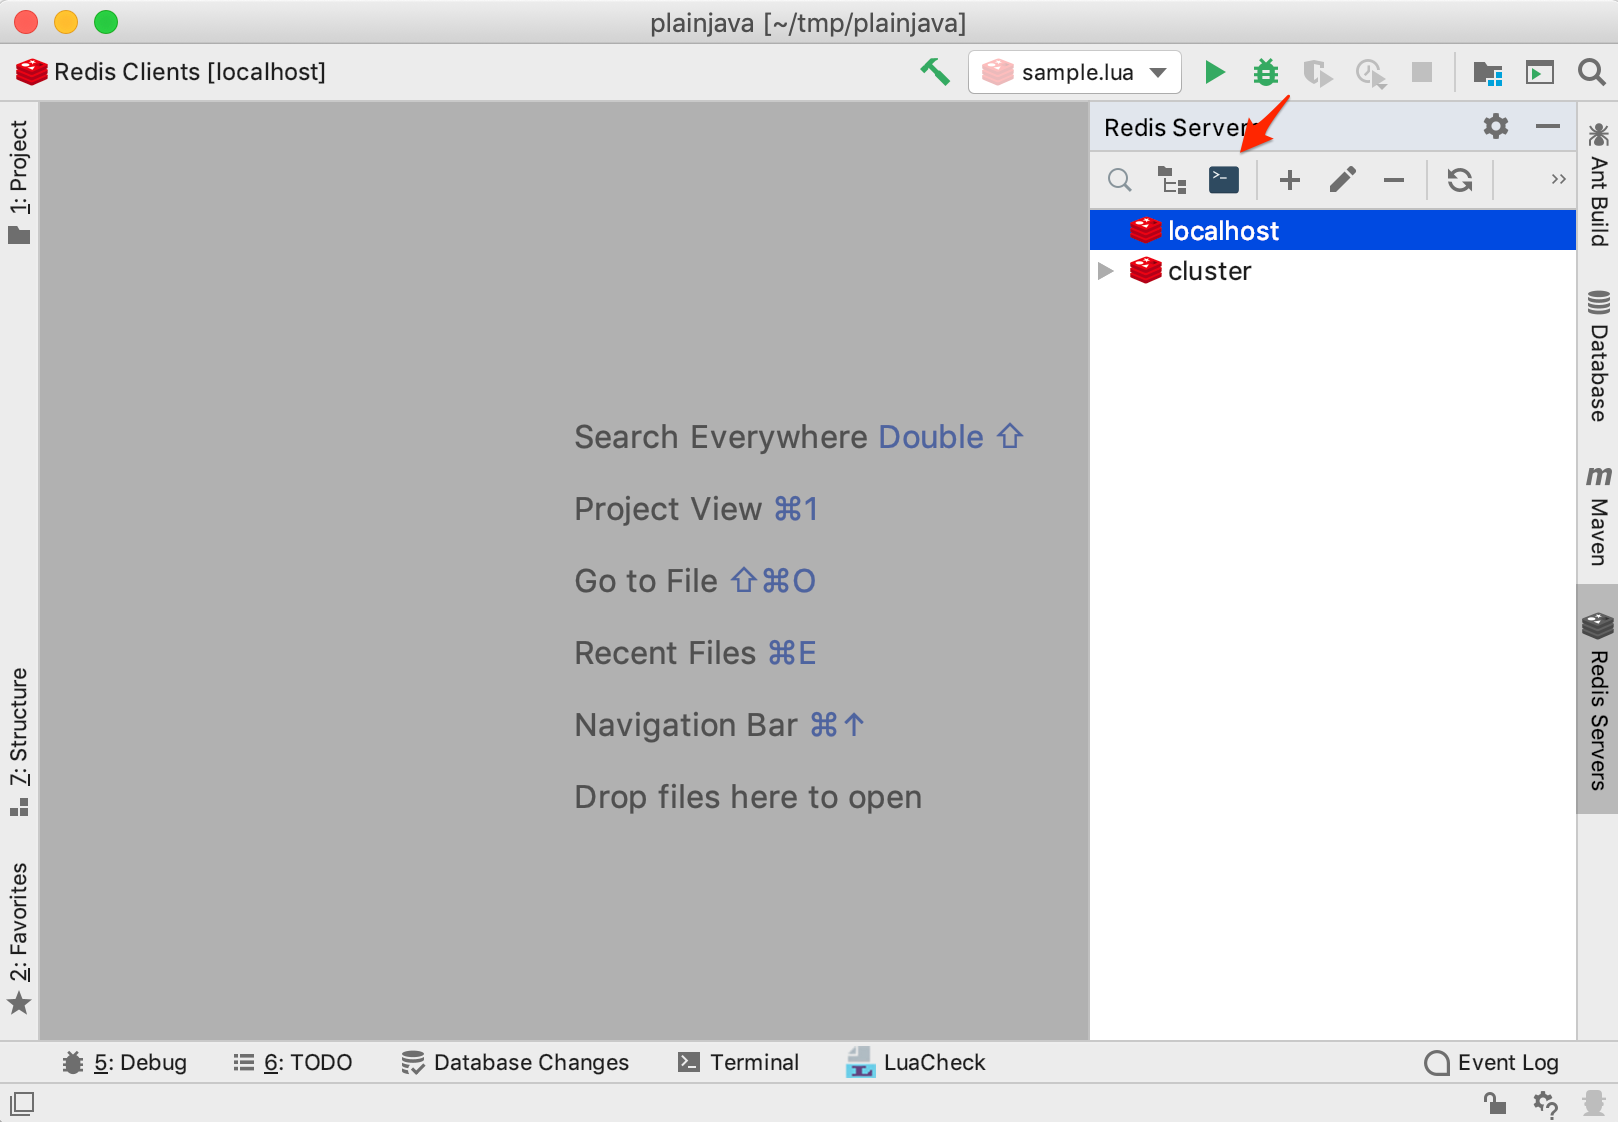 plainjava [~/tmp/plainjava]
Redis Clients [localhost]
sample.lua
1: Project
7: Structure
2: Favorites
Search Everywhere Double ⇧
Project View ⌘1
Go to File ⇧⌘O
Recent Files ⌘E
Navigation Bar ⌘↑
Drop files here to open
Redis Servers
localhost
cluster
Ant Build
Database
m Maven
Redis Servers
5: Debug
6: TODO
Database Changes
Terminal
LuaCheck
Event Log